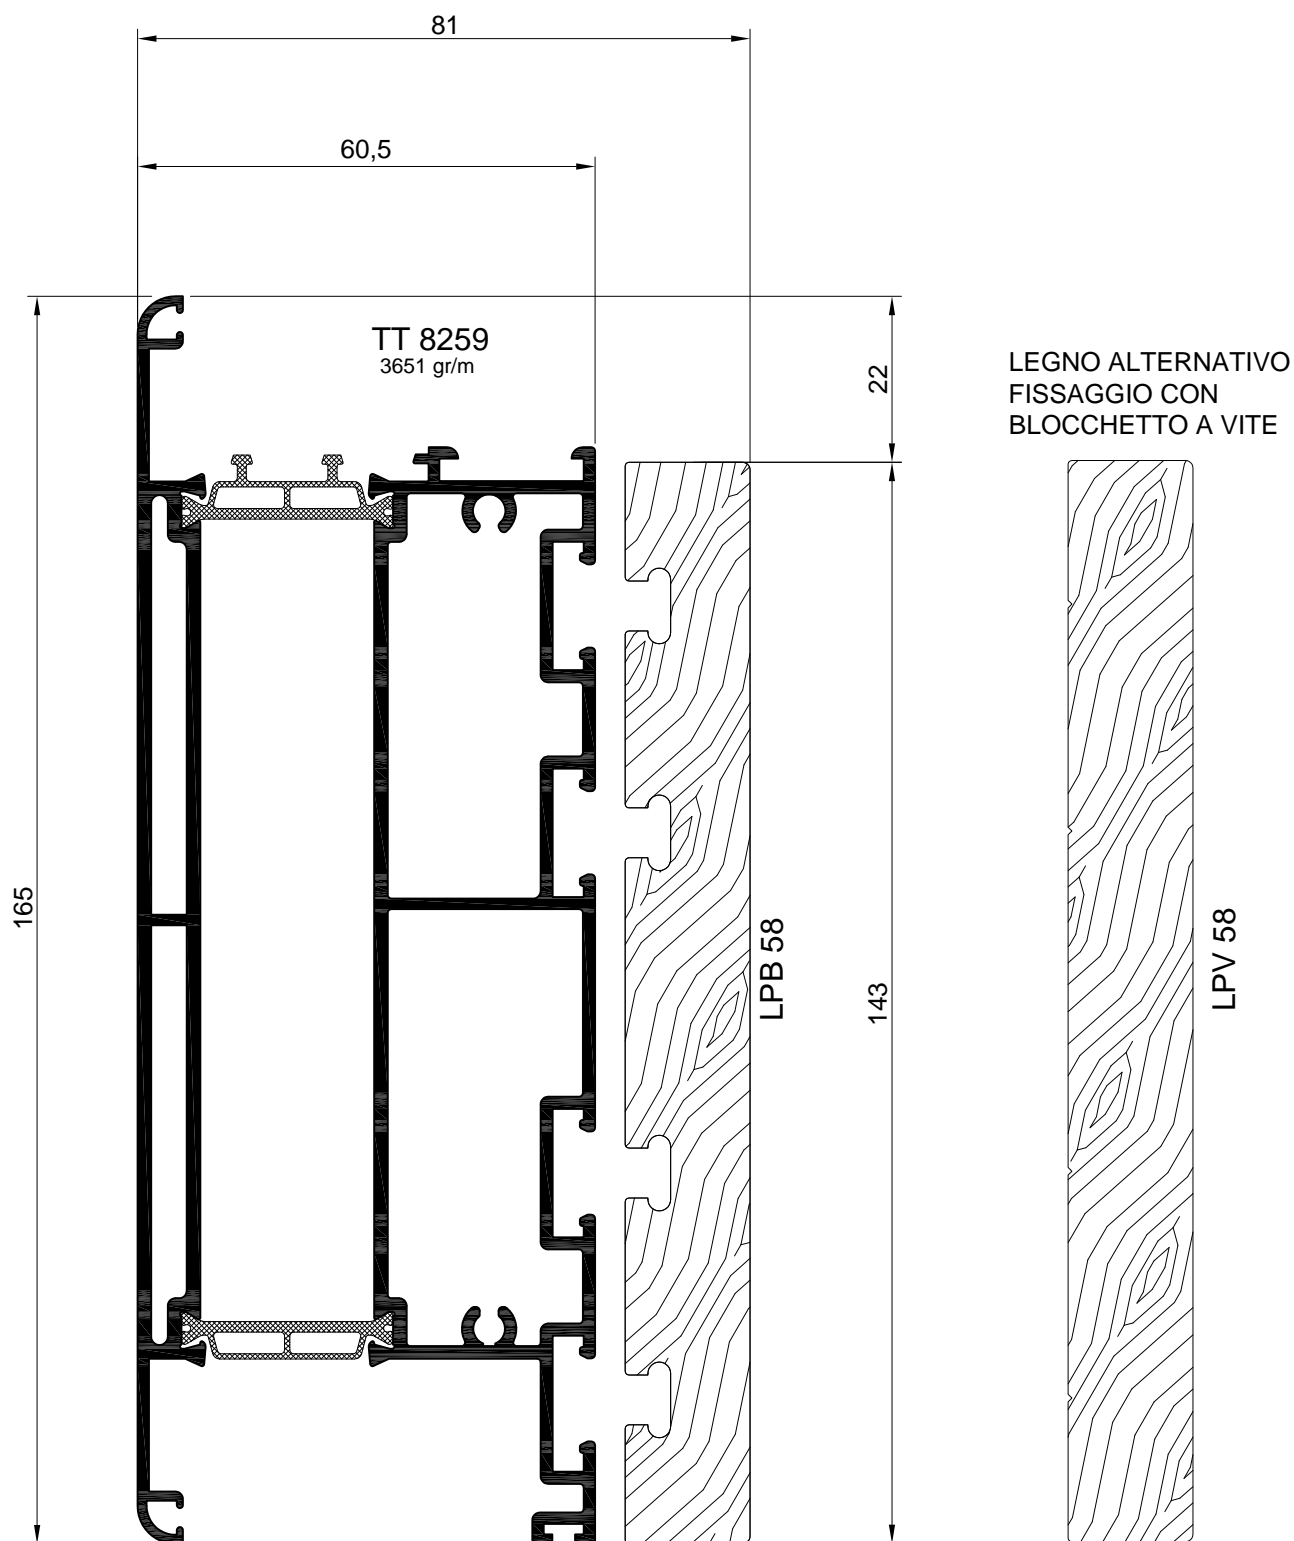 81
60,5
TT 8259
3651 gr/m
22
LEGNO ALTERNATIVO
FISSAGGIO CON
BLOCCHETTO A VITE
165
LPB 58
143
LPV 58